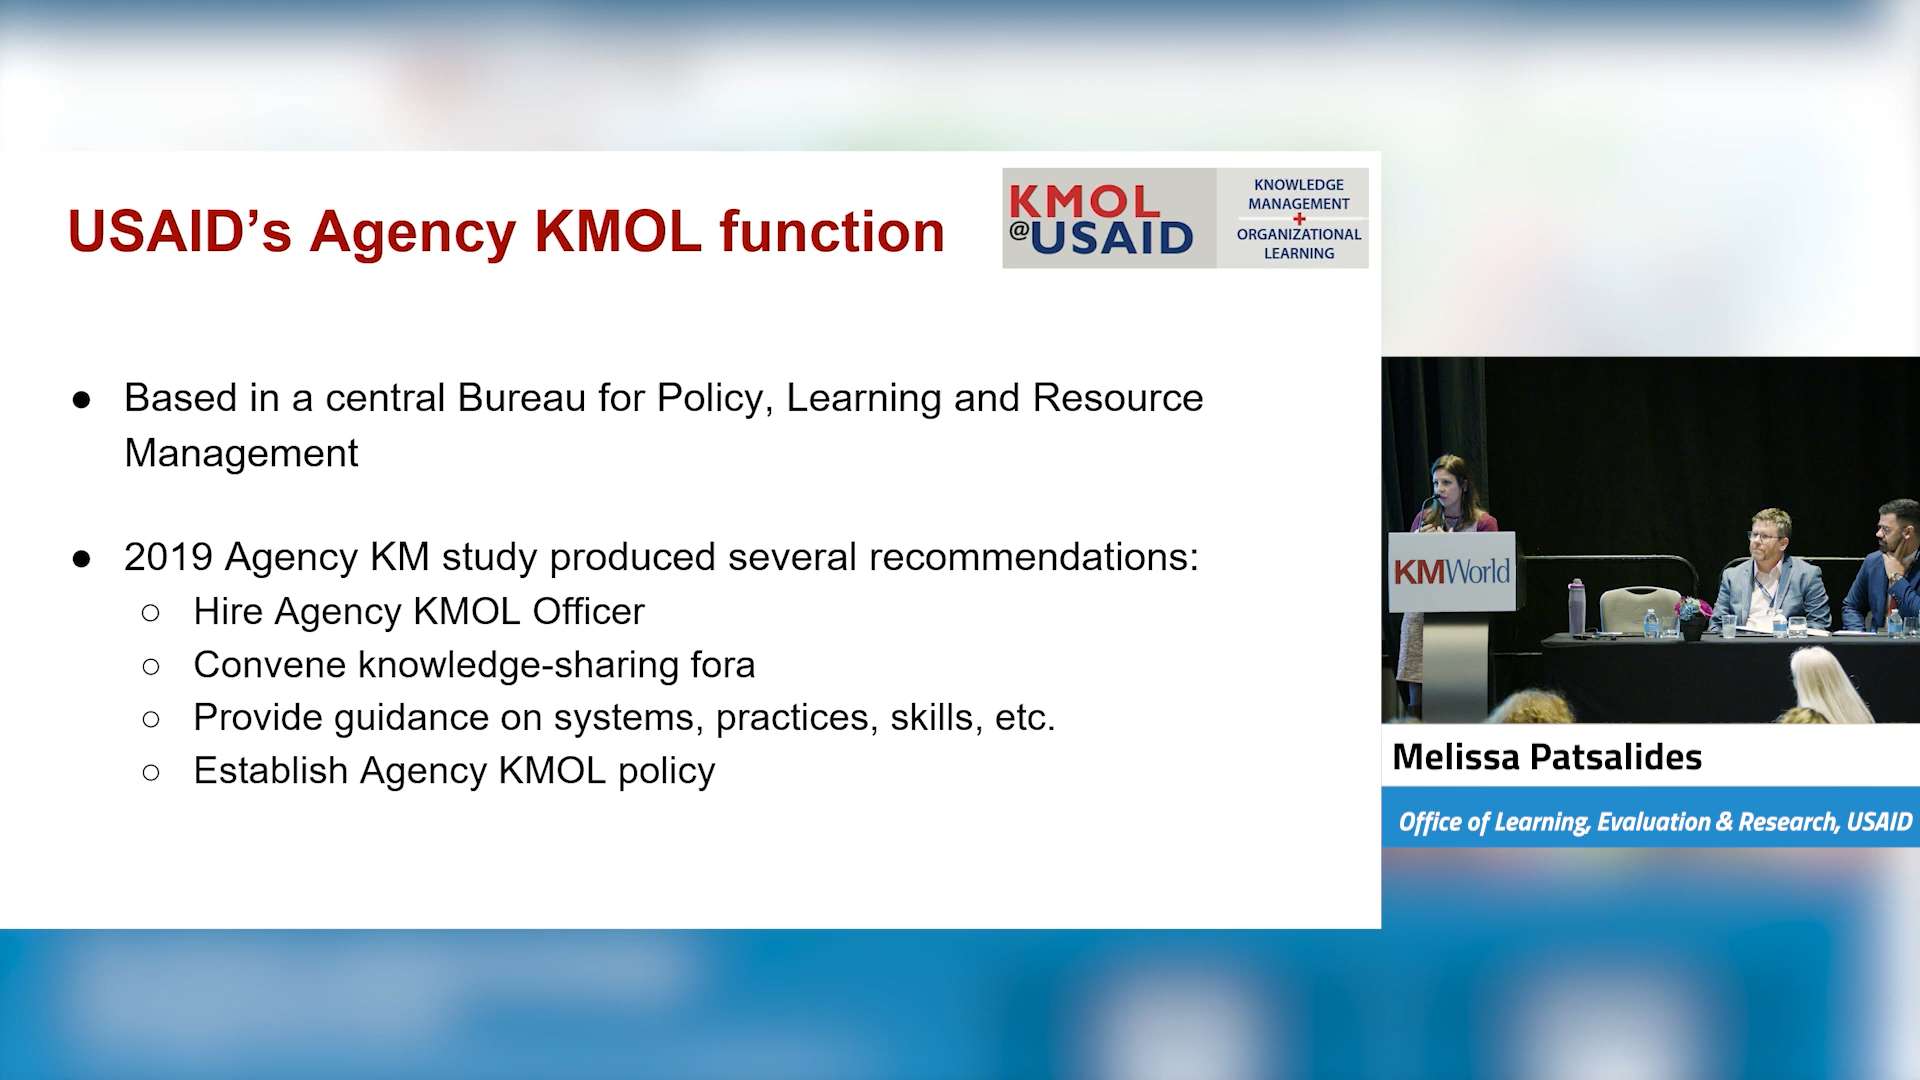 USAID’s Agency KMOL function
KMOL
@USAID
KNOWLEDGE
MANAGEMENT
+
ORGANIZATIONAL
LEARNING
● Based in a central Bureau for Policy, Learning and Resource
Management
● 2019 Agency KM study produced several recommendations:
○ Hire Agency KMOL Officer
○ Convene knowledge-sharing fora
○ Provide guidance on systems, practices, skills, etc.
○ Establish Agency KMOL policy
KMWorld
Melissa Patsalides
Office of Learning, Evaluation & Research, USAID